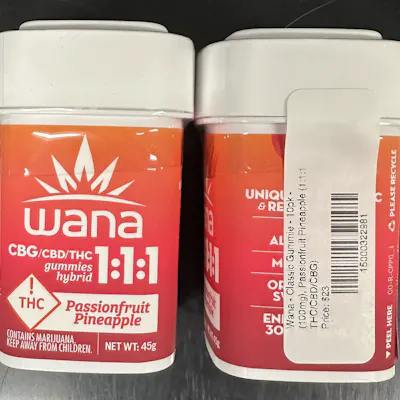 wana
CBG/CBD/THC
gummies
hybrid
1:1:1
!
THC
Passionfruit
Pineapple
CONTAINS MARIJUANA.
KEEP AWAY FROM CHILDREN.
NET WT: 45g
UNIQU
& RE
AL
M
OR
S
EN
30
Wana - Classic Gummie - 10pk -
(100mg), Passionfruit Pineapple (1:1:1
THC/CBD/CBG)
Price: $23
15000322981
PEEL HERE
PLEASE RECYCLE